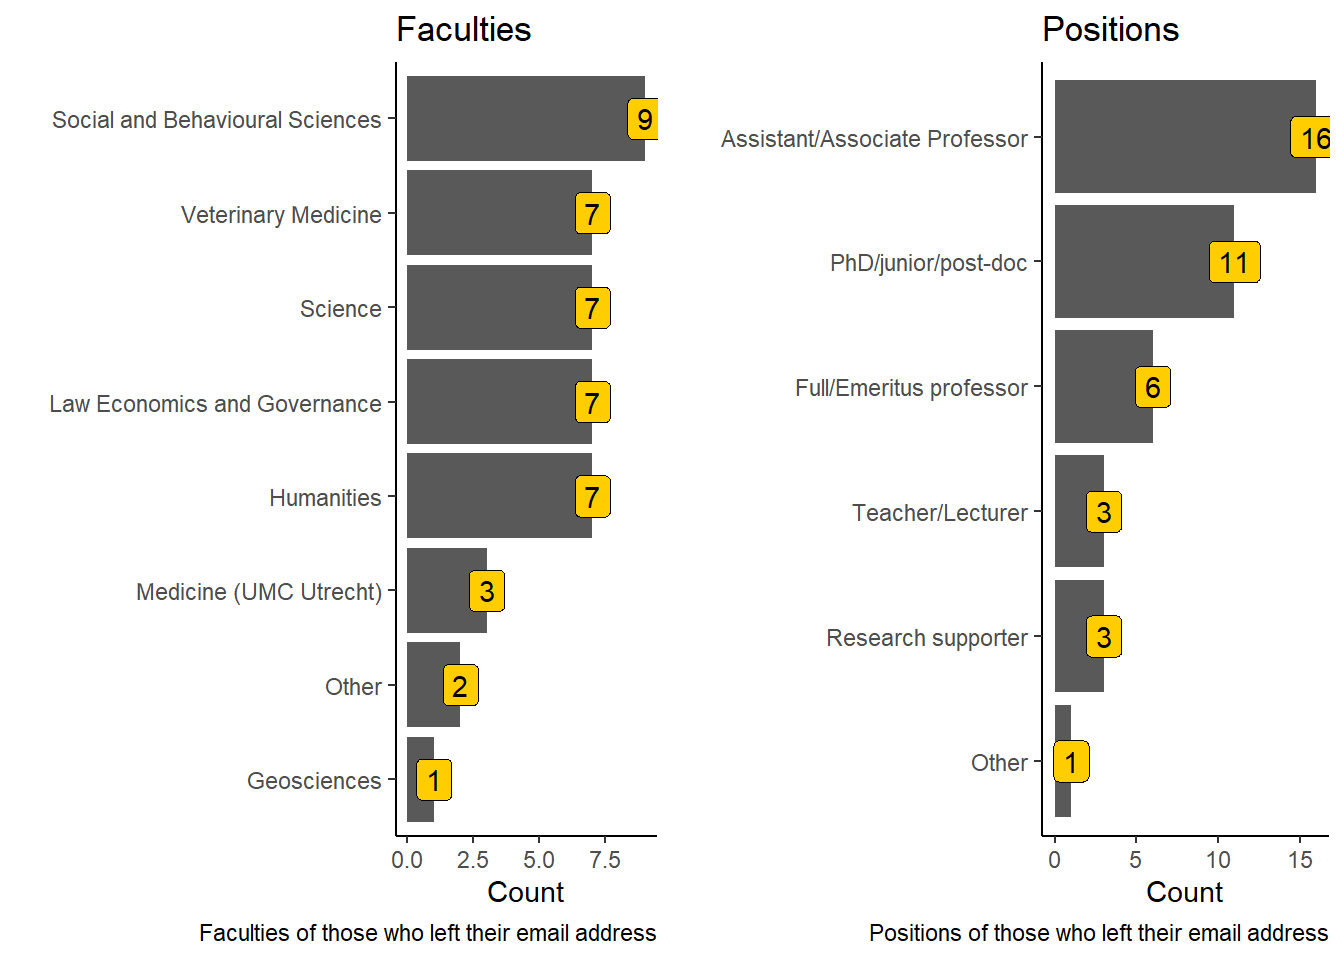 Faculties
Social and Behavioural Sciences
9
Veterinary Medicine
7
Science
7
Law Economics and Governance
7
Humanities
7
Medicine (UMC Utrecht)
3
Other
2
Geosciences
1
0.0 2.5 5.0 7.5
Count
Faculties of those who left their email address
Positions
Assistant/Associate Professor
16
PhD/junior/post-doc
11
Full/Emeritus professor
6
Teacher/Lecturer
3
Research supporter
3
Other
1
0 5 10 15
Count
Positions of those who left their email address